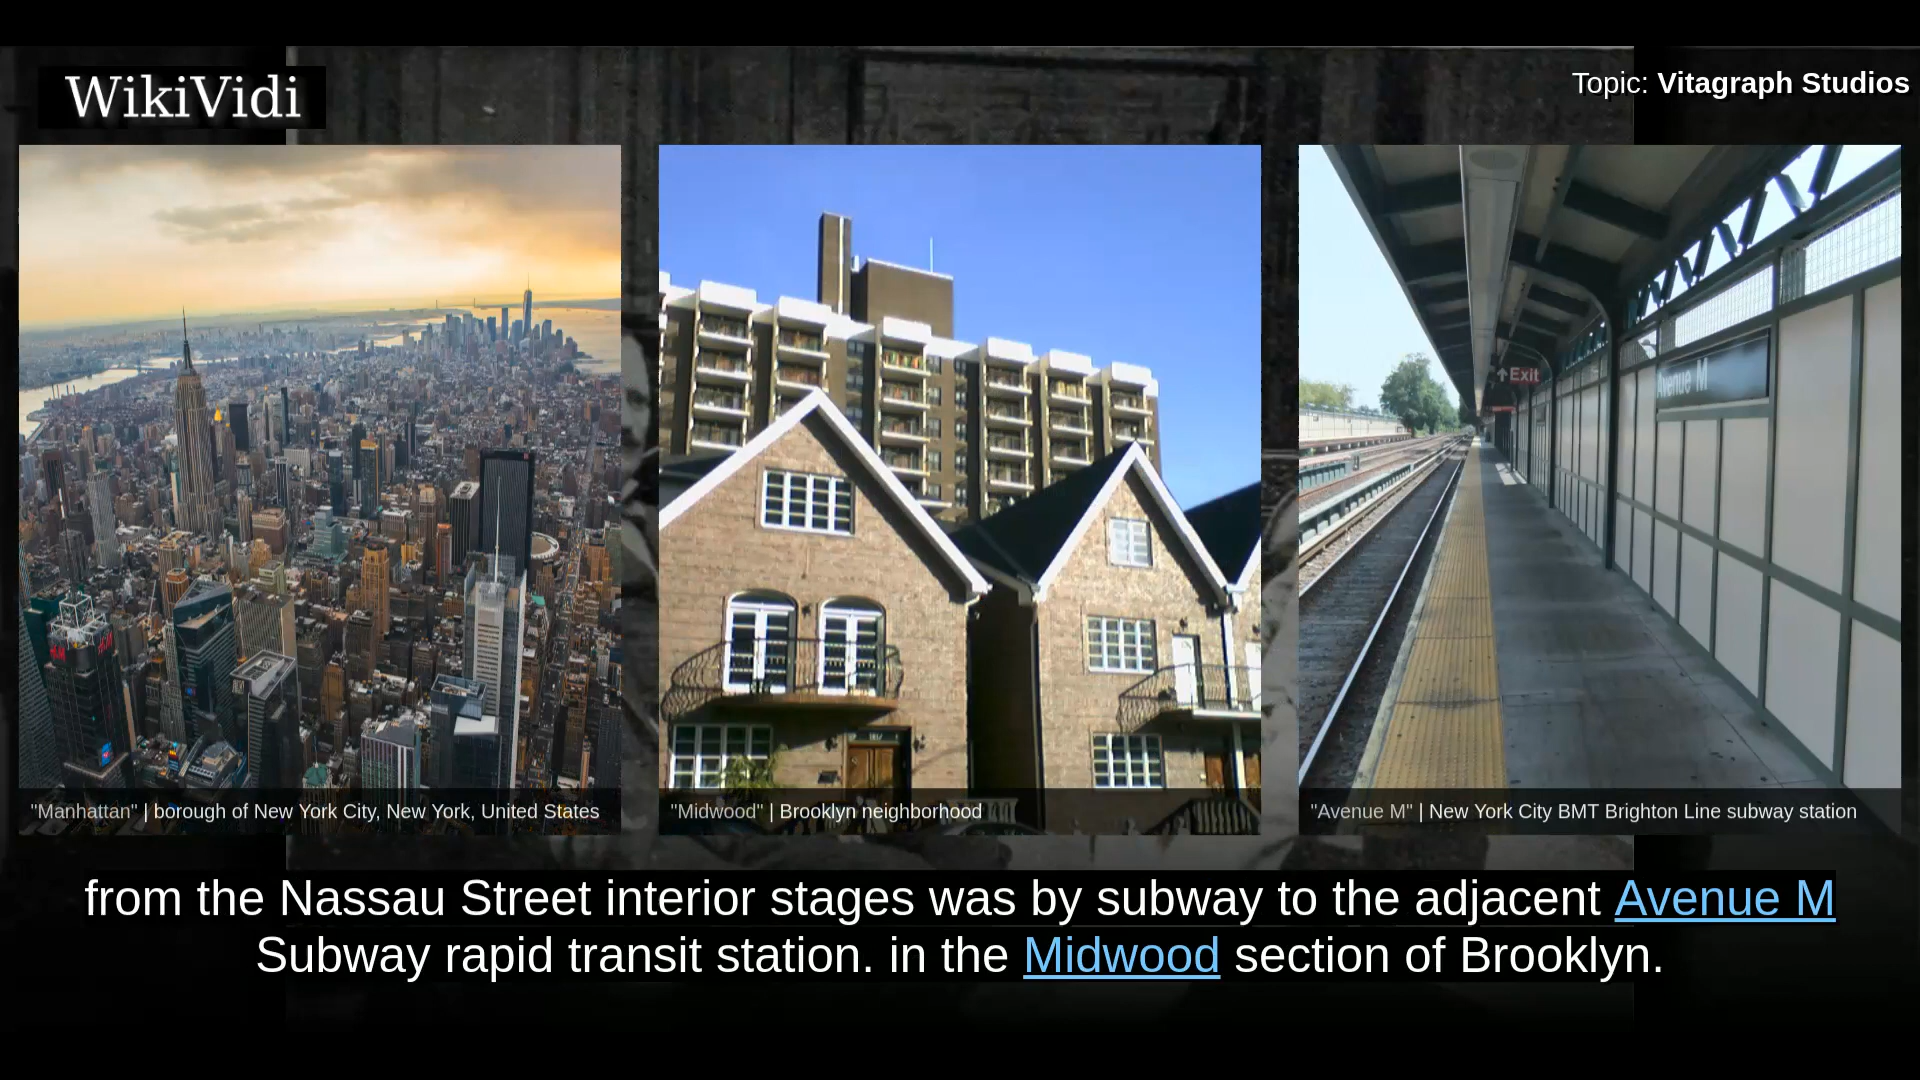 WikiVidi
Topic: Vitagraph Studios
Exit
Avenue M
"Manhattan" | borough of New York City, New York, United States
"Midwood" | Brooklyn neighborhood
"Avenue M" | New York City BMT Brighton Line subway station
from the Nassau Street interior stages was by subway to the adjacent Avenue M
Subway rapid transit station. in the Midwood section of Brooklyn.